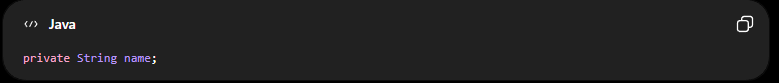 </> Java
private String name;